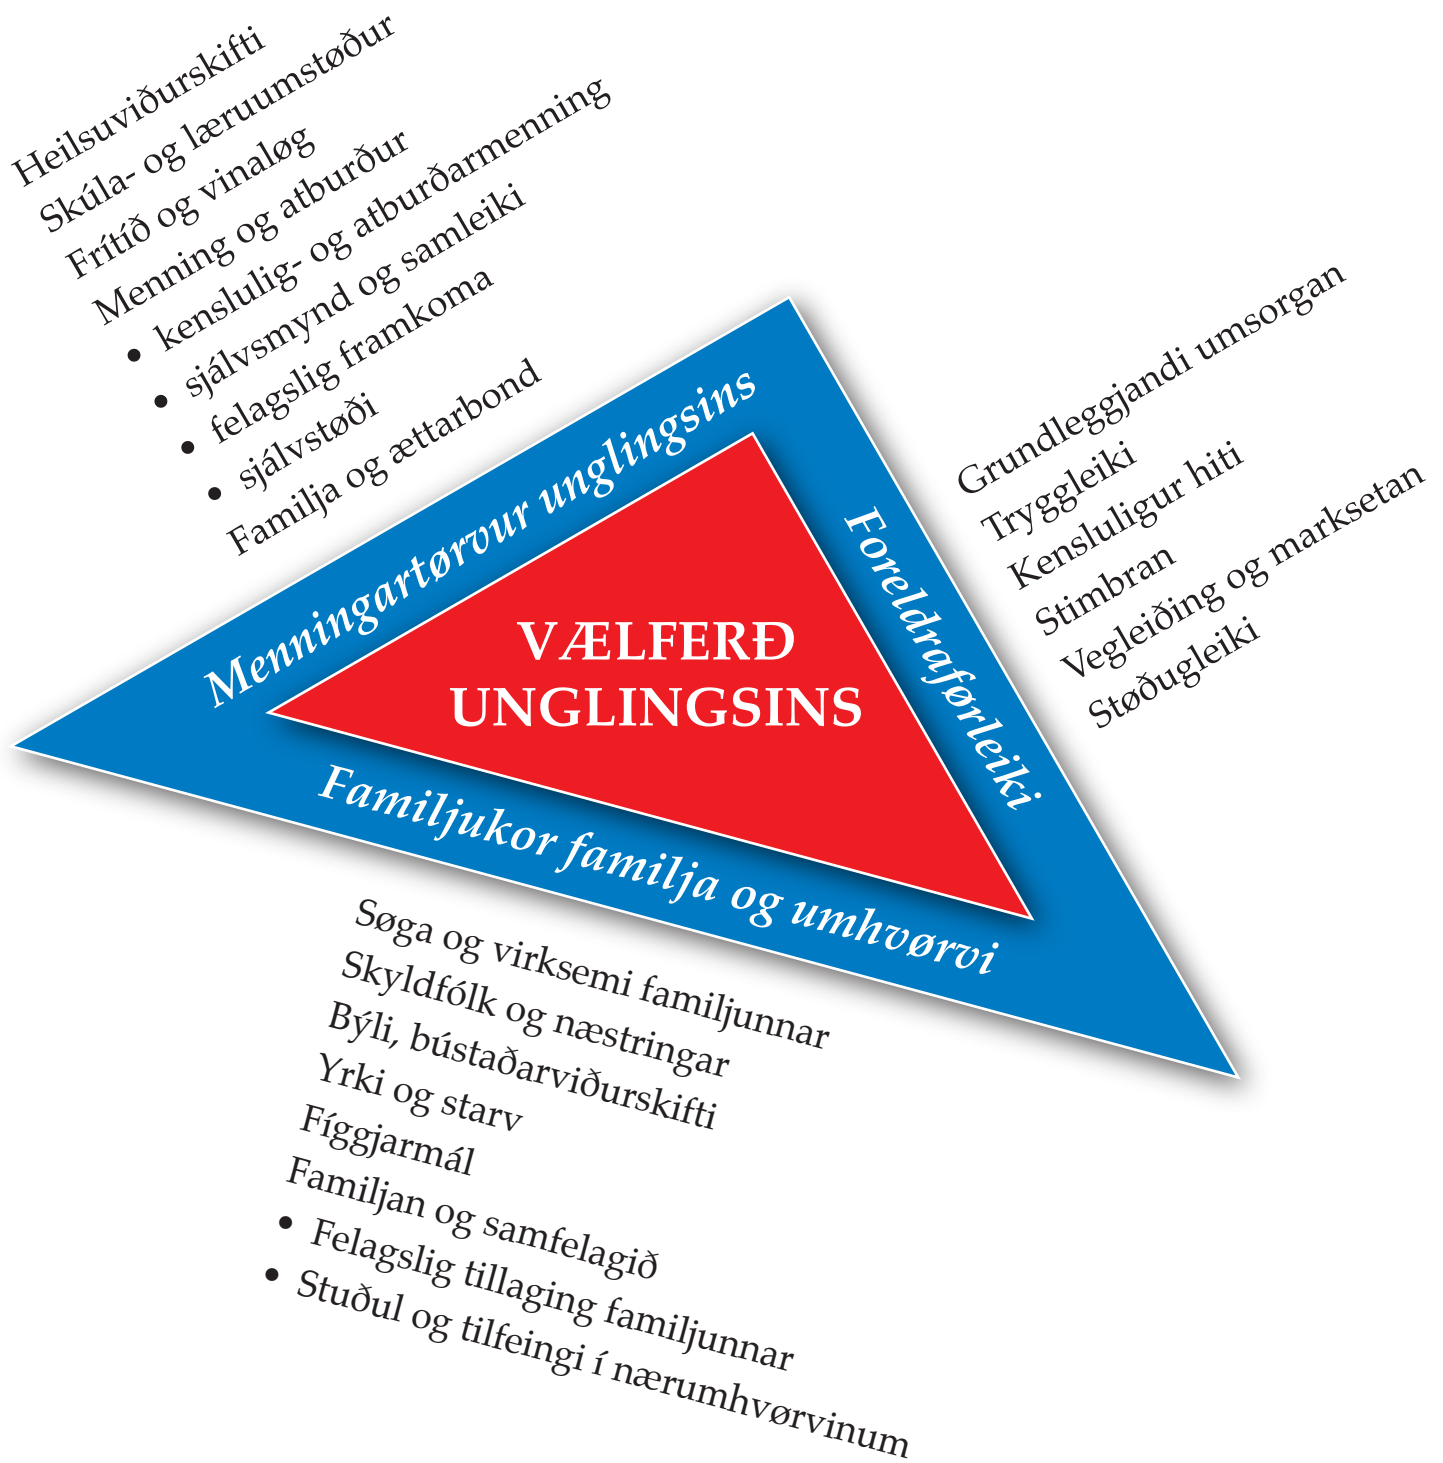 Heilsuviðurskifti
Skúla- og læruumstøður
Frítíð og vinaløg
Menning og atburður
• kenslulig- og atburðarmenning
• sjálvsmynd og samleiki
• felagslig framkoma
• sjálvstøði
Familja og ættarbond
Menningartørvur unglingsins
Grundleggjandi umsorgan
Tryggleiki
Kensluligur hiti
Stimbran
Vegleiðing og marksetan
Støðugleiki
Foreldraførleiki
VÆLFERÐ
UNGLINGSINS
Familjukor familja og umhvørvi
Søga og virksemi familjunnar
Skyldfólk og næstringar
Býli, bústaðarviðurskifti
Yrki og starv
Fíggjarmál
Familjan og samfelagið
• Felagslig tillaging familjunnar
• Stuðul og tilfeingi í nærumhvørvinum